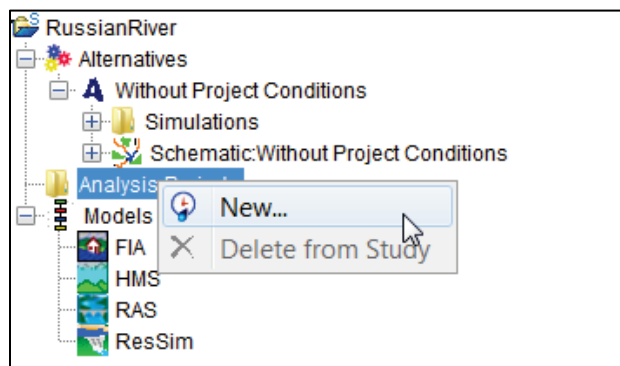 RussianRiver
Alternatives
Without Project Conditions
Simulations
Schematic:Without Project Conditions
Analysis
New...
Models
Delete from Study
FIA
HMS
RAS
ResSim